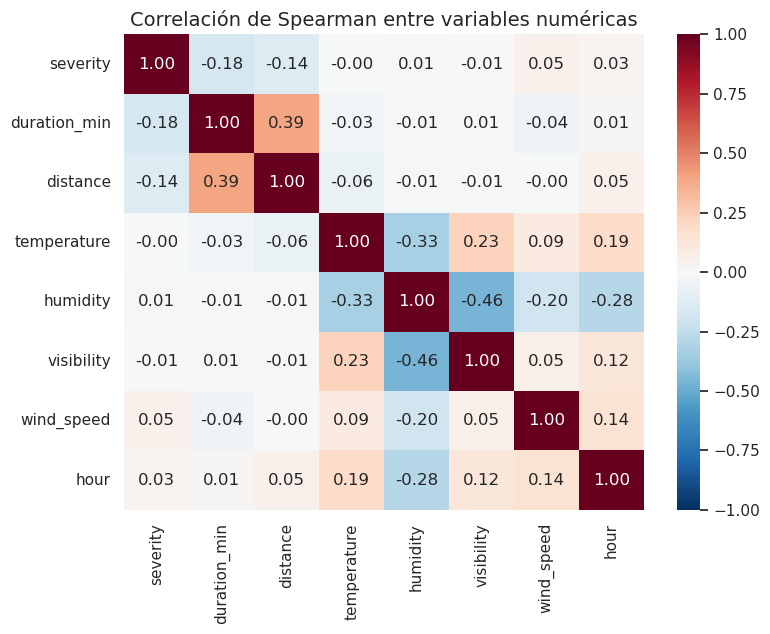 Correlación de Spearman entre variables numéricas
severity 1.00 -0.18 -0.14 -0.00 0.01 -0.01 0.05 0.03
duration_min -0.18 1.00 0.39 -0.03 -0.01 0.01 -0.04 0.01
distance -0.14 0.39 1.00 -0.06 -0.01 -0.01 -0.00 0.05
temperature -0.00 -0.03 -0.06 1.00 -0.33 0.23 0.09 0.19
humidity 0.01 -0.01 -0.01 -0.33 1.00 -0.46 -0.20 -0.28
visibility -0.01 0.01 -0.01 0.23 -0.46 1.00 0.05 0.12
wind_speed 0.05 -0.04 -0.00 0.09 -0.20 0.05 1.00 0.14
hour 0.03 0.01 0.05 0.19 -0.28 0.12 0.14 1.00
severity
duration_min
distance
temperature
humidity
visibility
wind_speed
hour
1.00
0.75
0.50
0.25
0.00
−0.25
−0.50
−0.75
−1.00